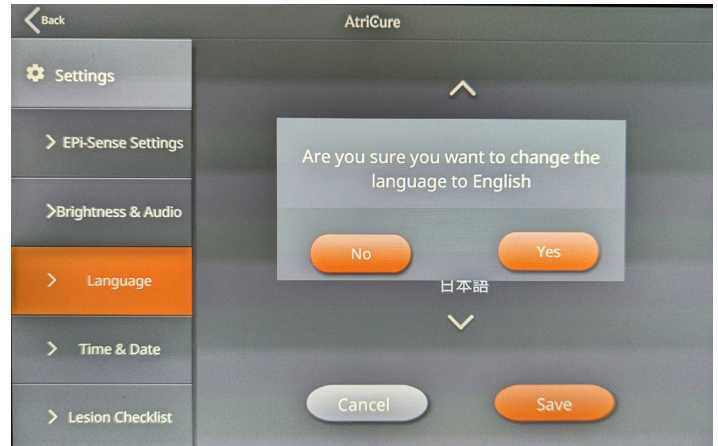 Back
AtriCure
Settings
EPi-Sense Settings
Brightness & Audio
Language
Time & Date
Lesion Checklist
Are you sure you want to change the
language to English
No
Yes
日本語
Cancel
Save